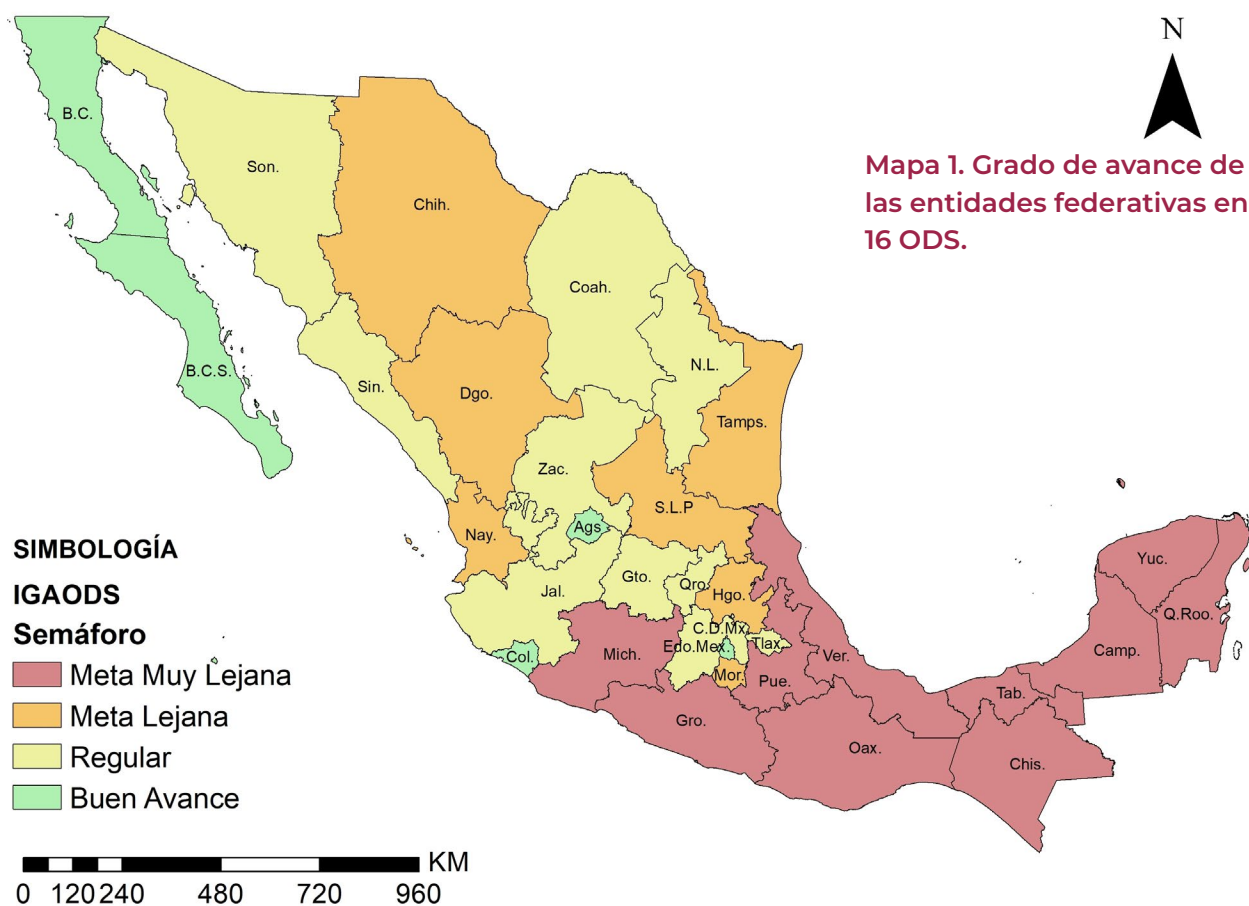 N
Mapa 1. Grado de avance de
las entidades federativas en
16 ODS.
B.C.
Son.
Chih.
Coah.
B.C.S.
Sin.
Dgo.
N.L.
Tamps.
Zac.
S.L.P
Nay.
Ags.
Jal.
Gto.
Qro.
Hgo.
C.D.Mx.
Edo.Mex.
Tlax.
Col.
Mich.
Mor.
Pue.
Ver.
Gro.
Oax.
Tab.
Chis.
Camp.
Yuc.
Q.Roo.
SIMBOLOGÍA
IGAODS
Semáforo
Meta Muy Lejana
Meta Lejana
Regular
Buen Avance
KM
0 120 240 480 720 960